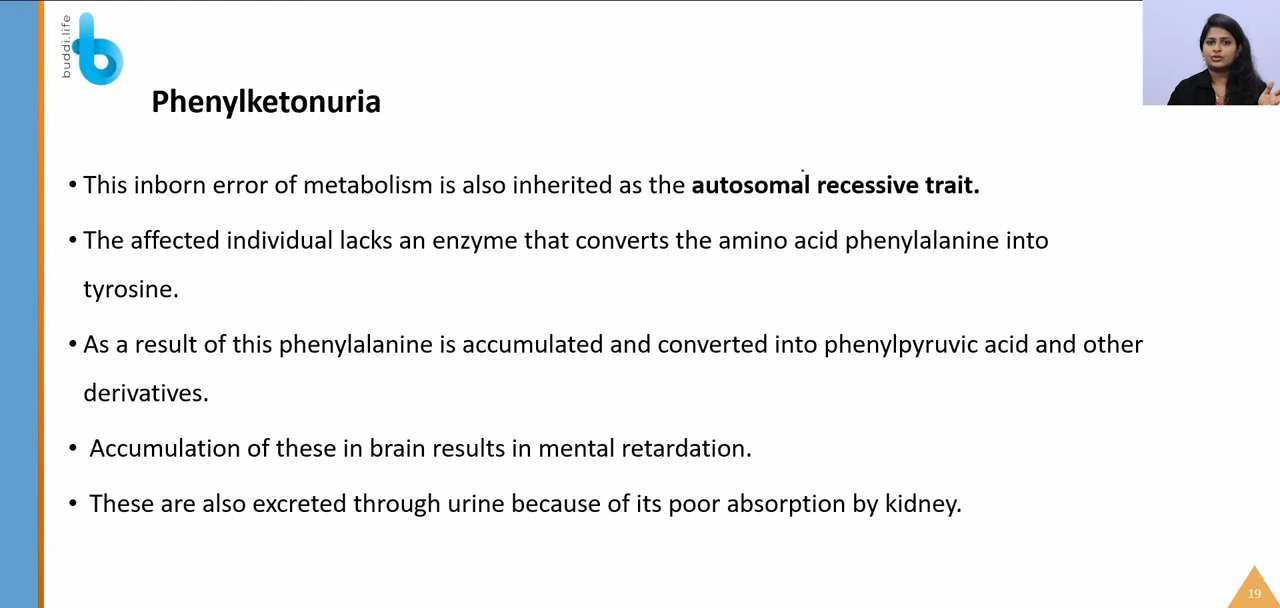 buddi.life
Phenylketonuria
• This inborn error of metabolism is also inherited as the autosomal recessive trait.
• The affected individual lacks an enzyme that converts the amino acid phenylalanine into
tyrosine.
• As a result of this phenylalanine is accumulated and converted into phenylpyruvic acid and other
derivatives.
• Accumulation of these in brain results in mental retardation.
• These are also excreted through urine because of its poor absorption by kidney.
19